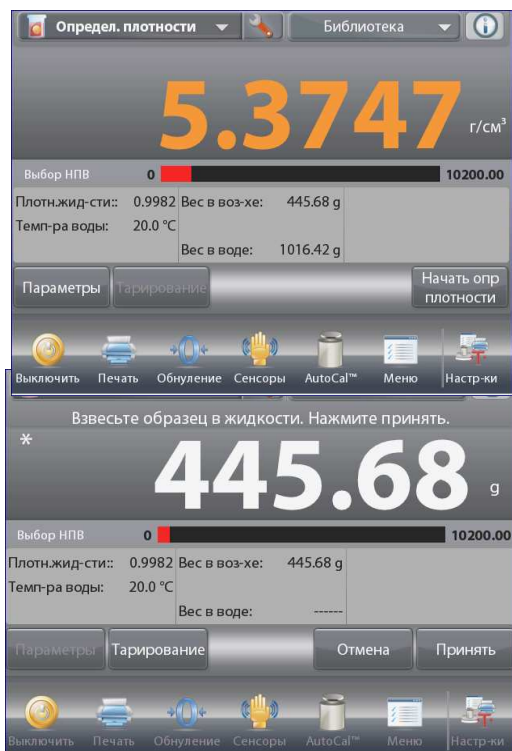 Определ. плотности Библиотека
5.3747 г/см³
Выбор НПВ 0 10200.00
Плотн.жид-сти:: 0.9982 Вес в воз-хе: 445.68 g
Темп-ра воды: 20.0 °C
Вес в воде: 1016.42 g
Параметры Тарирование Начать опр плотности
Выключить Печать Обнуление Сенсоры AutoCal™ Меню Настр-ки
Взвесьте образец в жидкости. Нажмите принять.
* 445.68 g
Выбор НПВ 0 10200.00
Плотн.жид-сти:: 0.9982 Вес в воз-хе: 445.68 g
Темп-ра воды: 20.0 °C
Вес в воде: ------
Параметры Тарирование Отмена Принять
Выключить Печать Обнуление Сенсоры AutoCal™ Меню Настр-ки